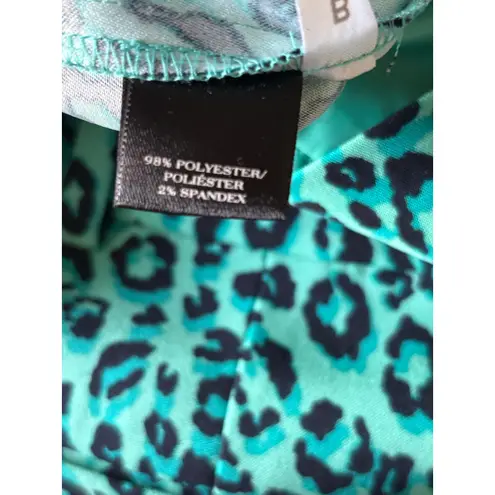 98% POLYESTER/
POLIÉSTER
2% SPANDEX